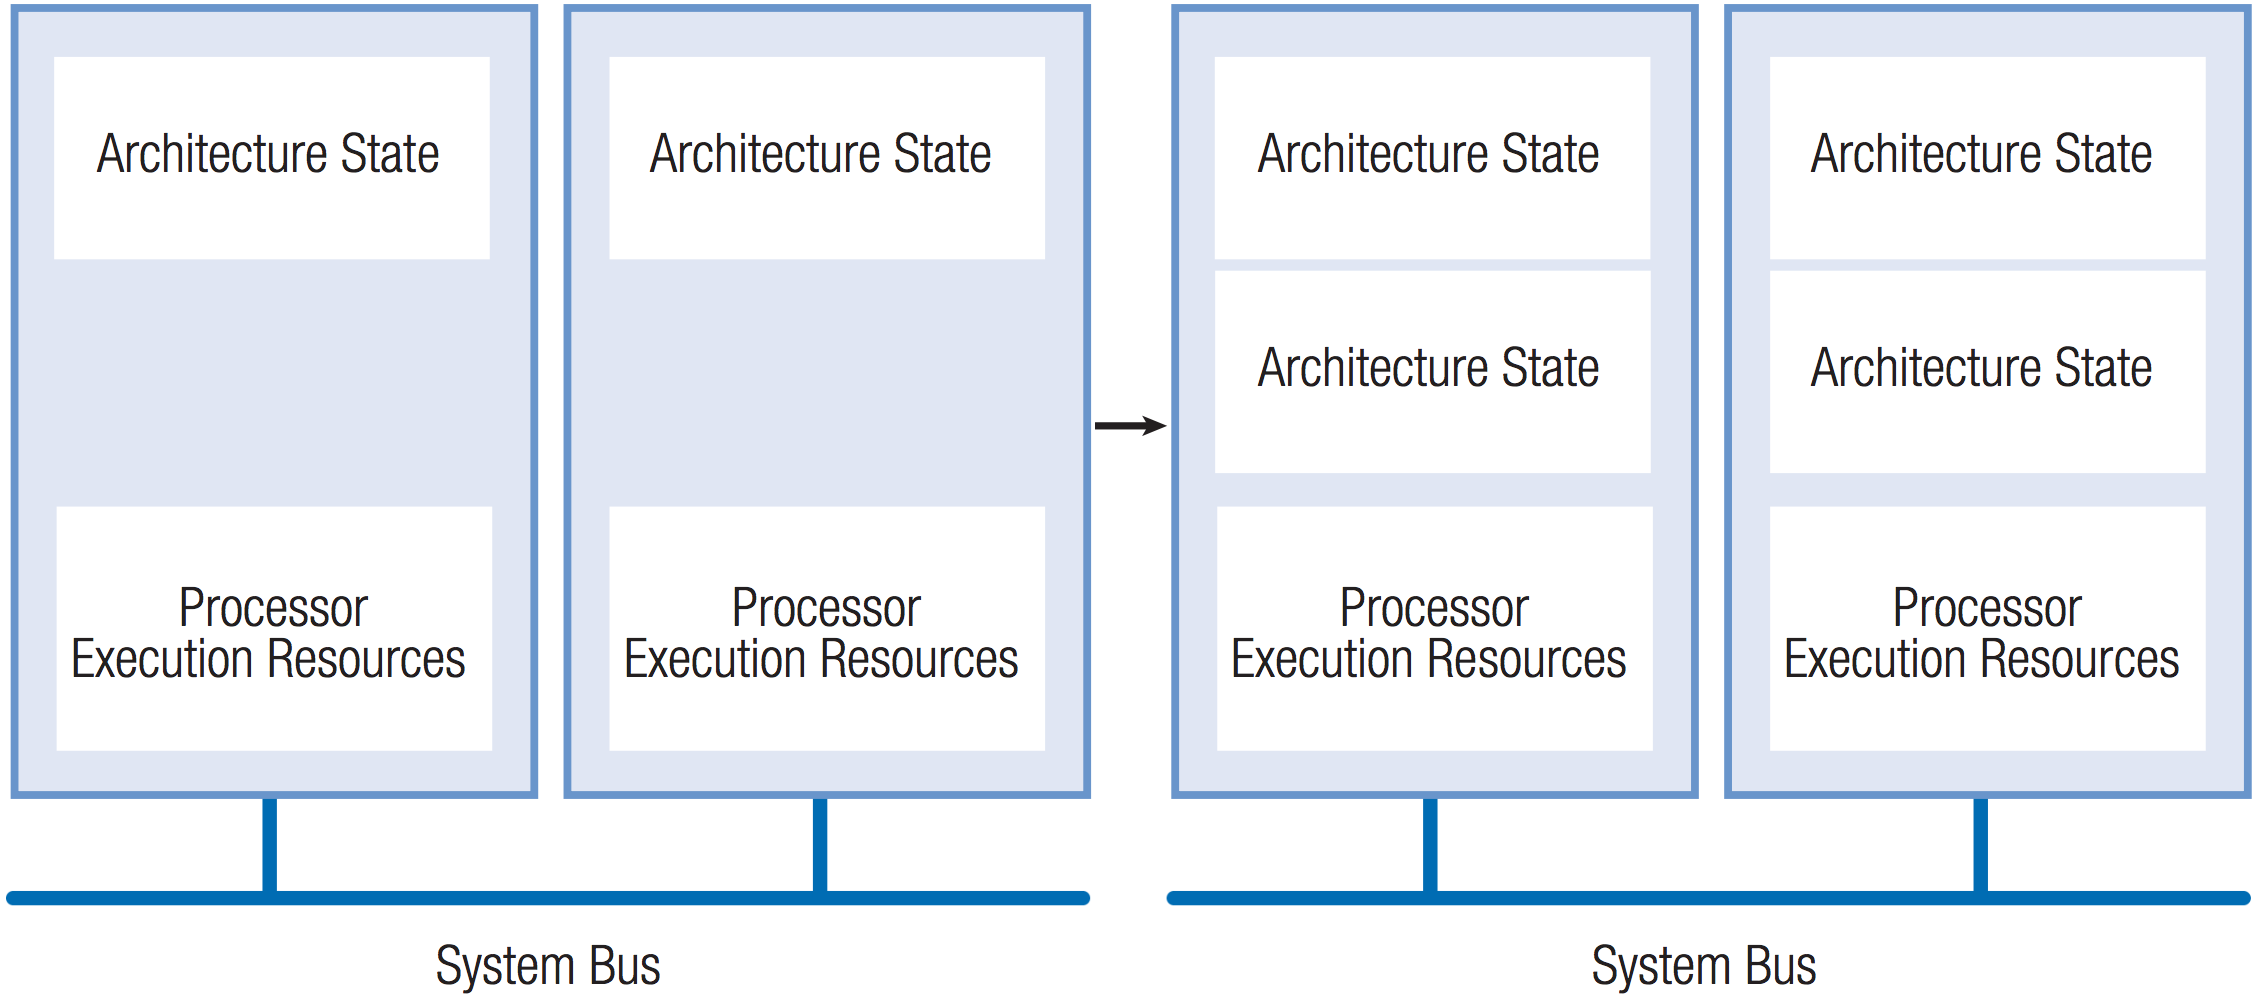 Architecture State
Architecture State
Architecture State
Architecture State
Architecture State
Architecture State
Processor
Execution Resources
Processor
Execution Resources
Processor
Execution Resources
Processor
Execution Resources
System Bus
System Bus